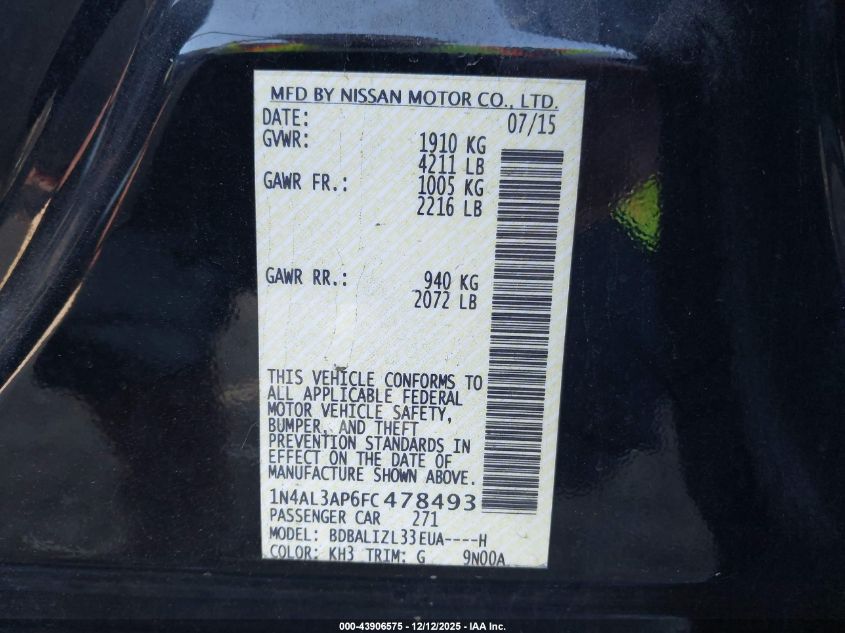 MFD BY NISSAN MOTOR CO., LTD.
DATE: 07/15
GVWR: 1910 KG
4211 LB
GAWR FR.: 1005 KG
2216 LB
GAWR RR.: 940 KG
2072 LB
THIS VEHICLE CONFORMS TO
ALL APPLICABLE FEDERAL
MOTOR VEHICLE SAFETY,
BUMPER, AND THEFT
PREVENTION STANDARDS IN
EFFECT ON THE DATE OF
MANUFACTURE SHOWN ABOVE.
1N4AL3AP6FC478493
PASSENGER CAR 271
MODEL: BDBALIZL33EUA----H
COLOR: KH3 TRIM: G 9N00A
000-43906575 - 12/12/2025 - IAA Inc.